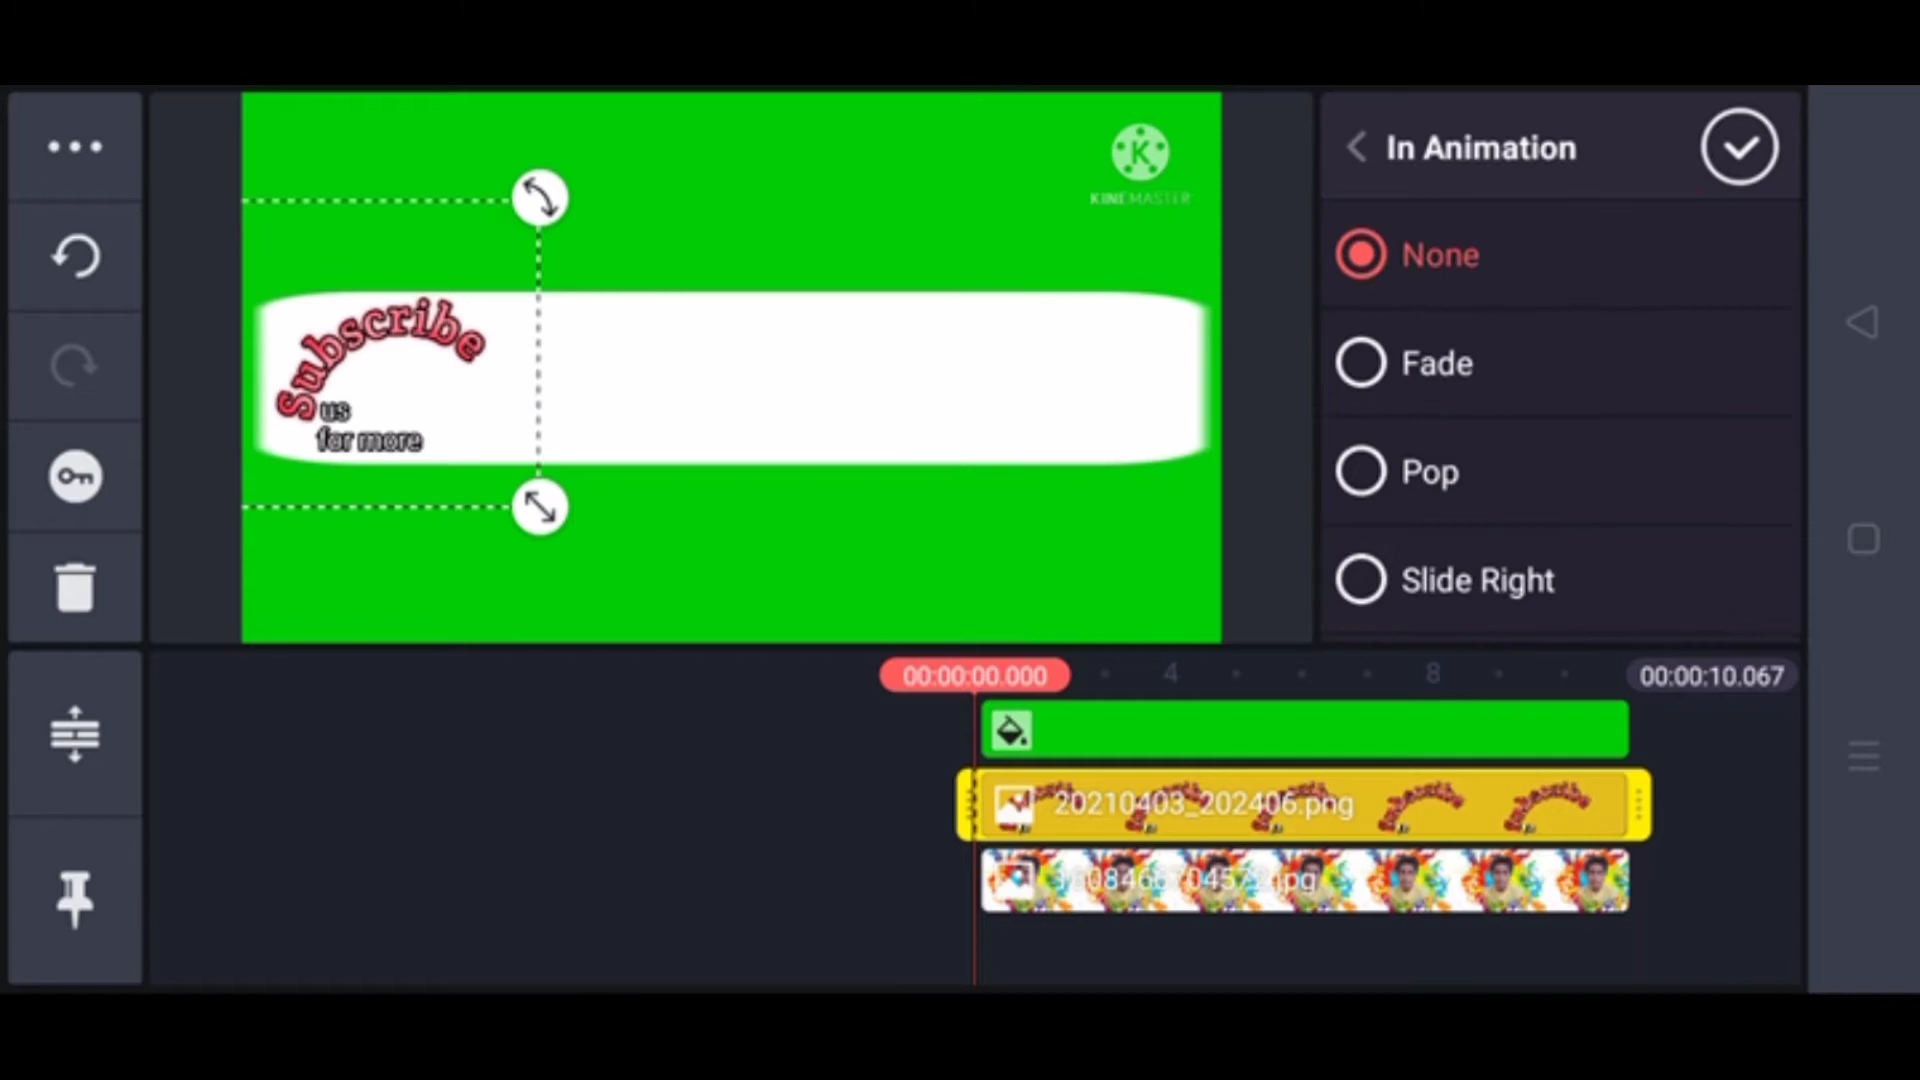 In Animation
KINEMASTER
None
Fade
Pop
Slide Right
Subscribe
us
for more
00:00:00.000
4
8
00:00:10.067
20210403_202406.png